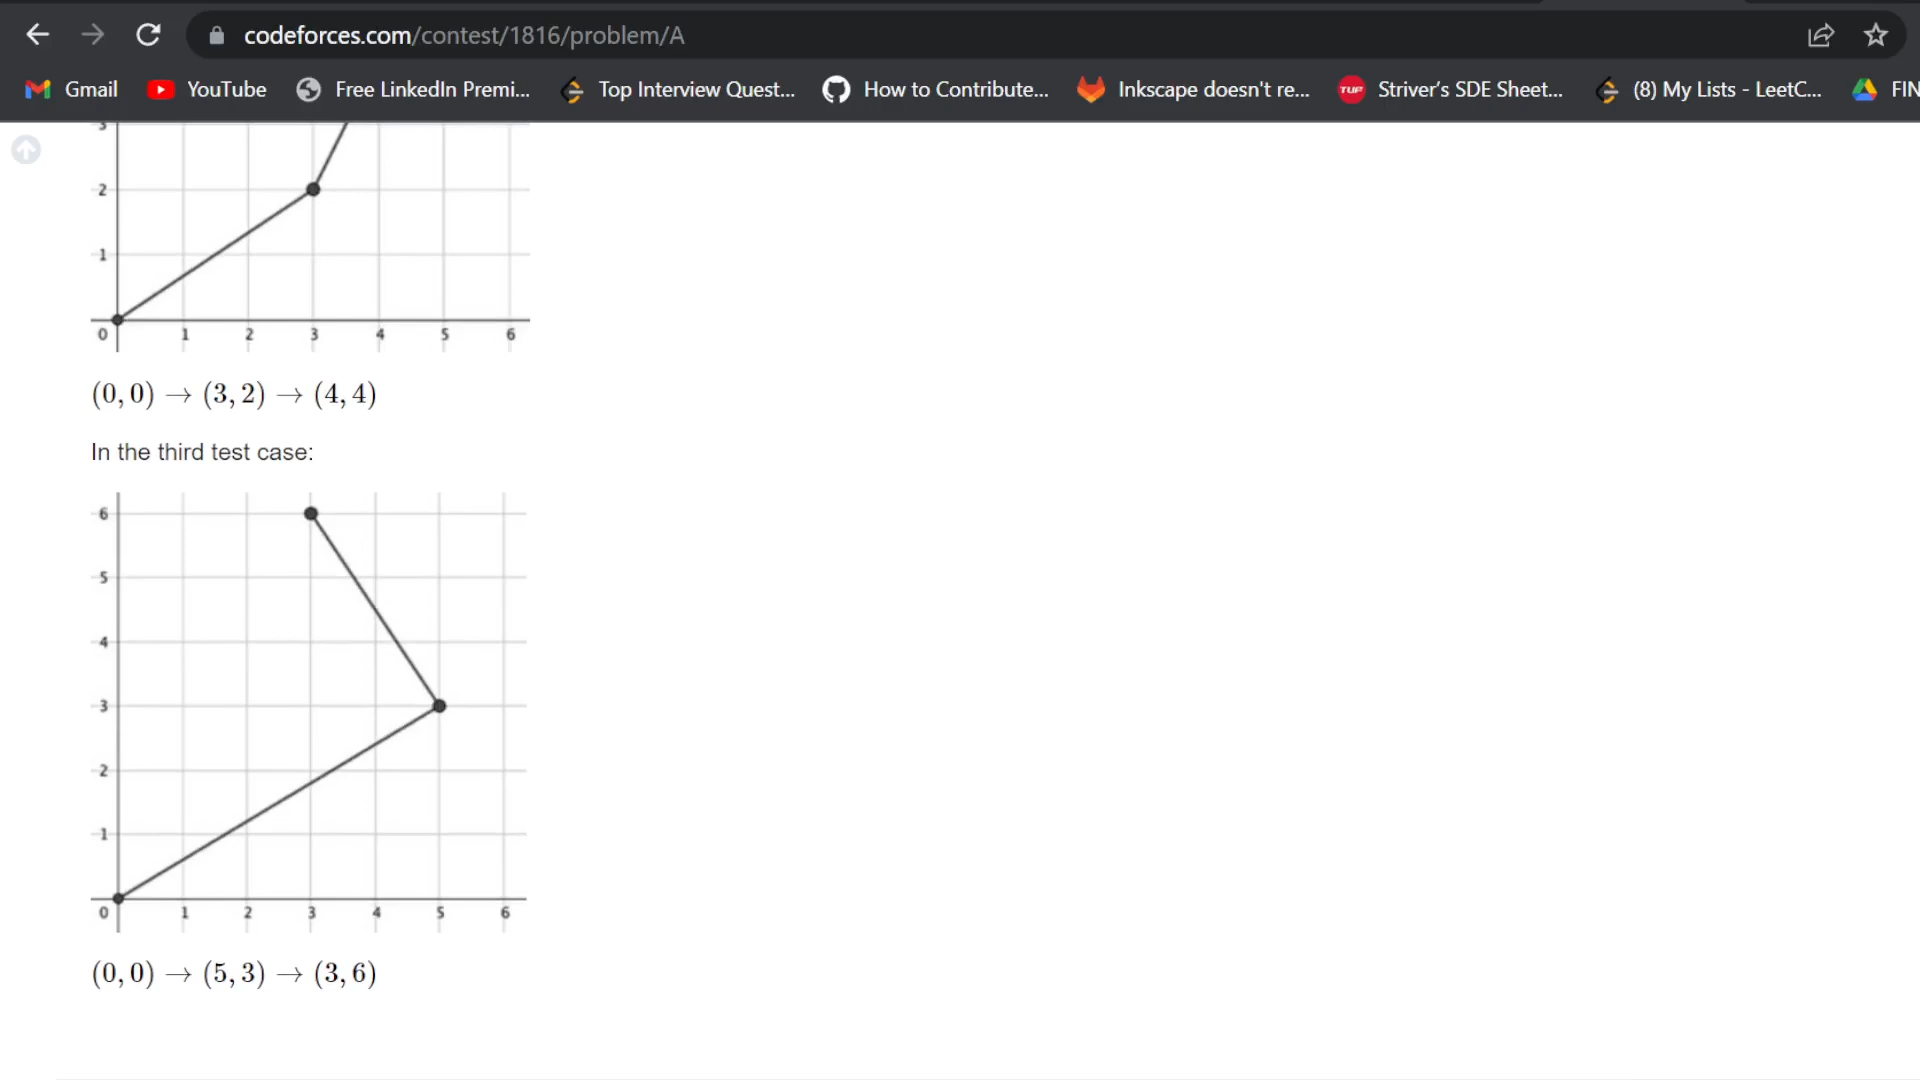 codeforces.com/contest/1816/problem/A
Gmail YouTube Free LinkedIn Premi... Top Interview Quest... How to Contribute... Inkscape doesn't re... TUF Striver's SDE Sheet... (8) My Lists - LeetC... FIN
3
2
1
0 1 2 3 4 5 6
(0, 0) → (3, 2) → (4, 4)
In the third test case:
6
5
4
3
2
1
0 1 2 3 4 5 6
(0, 0) → (5, 3) → (3, 6)